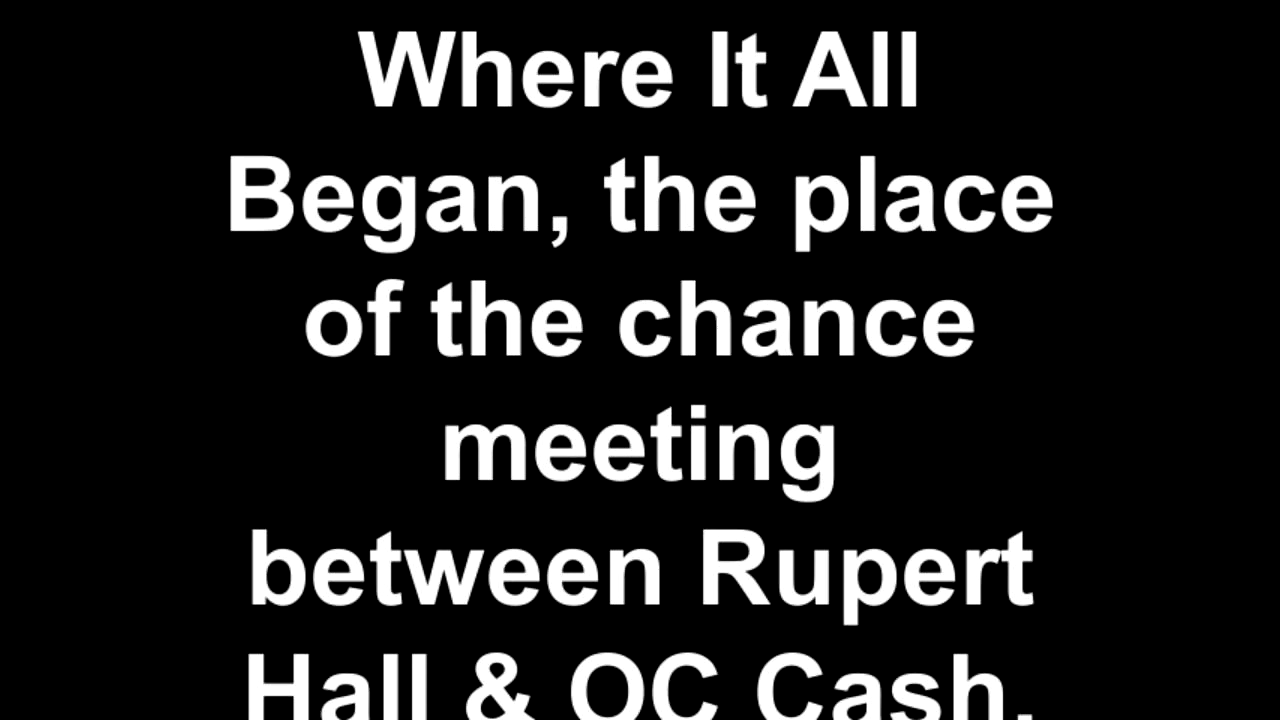 Where It All
Began, the place
of the chance
meeting
between Rupert
Hall & OC Cash.